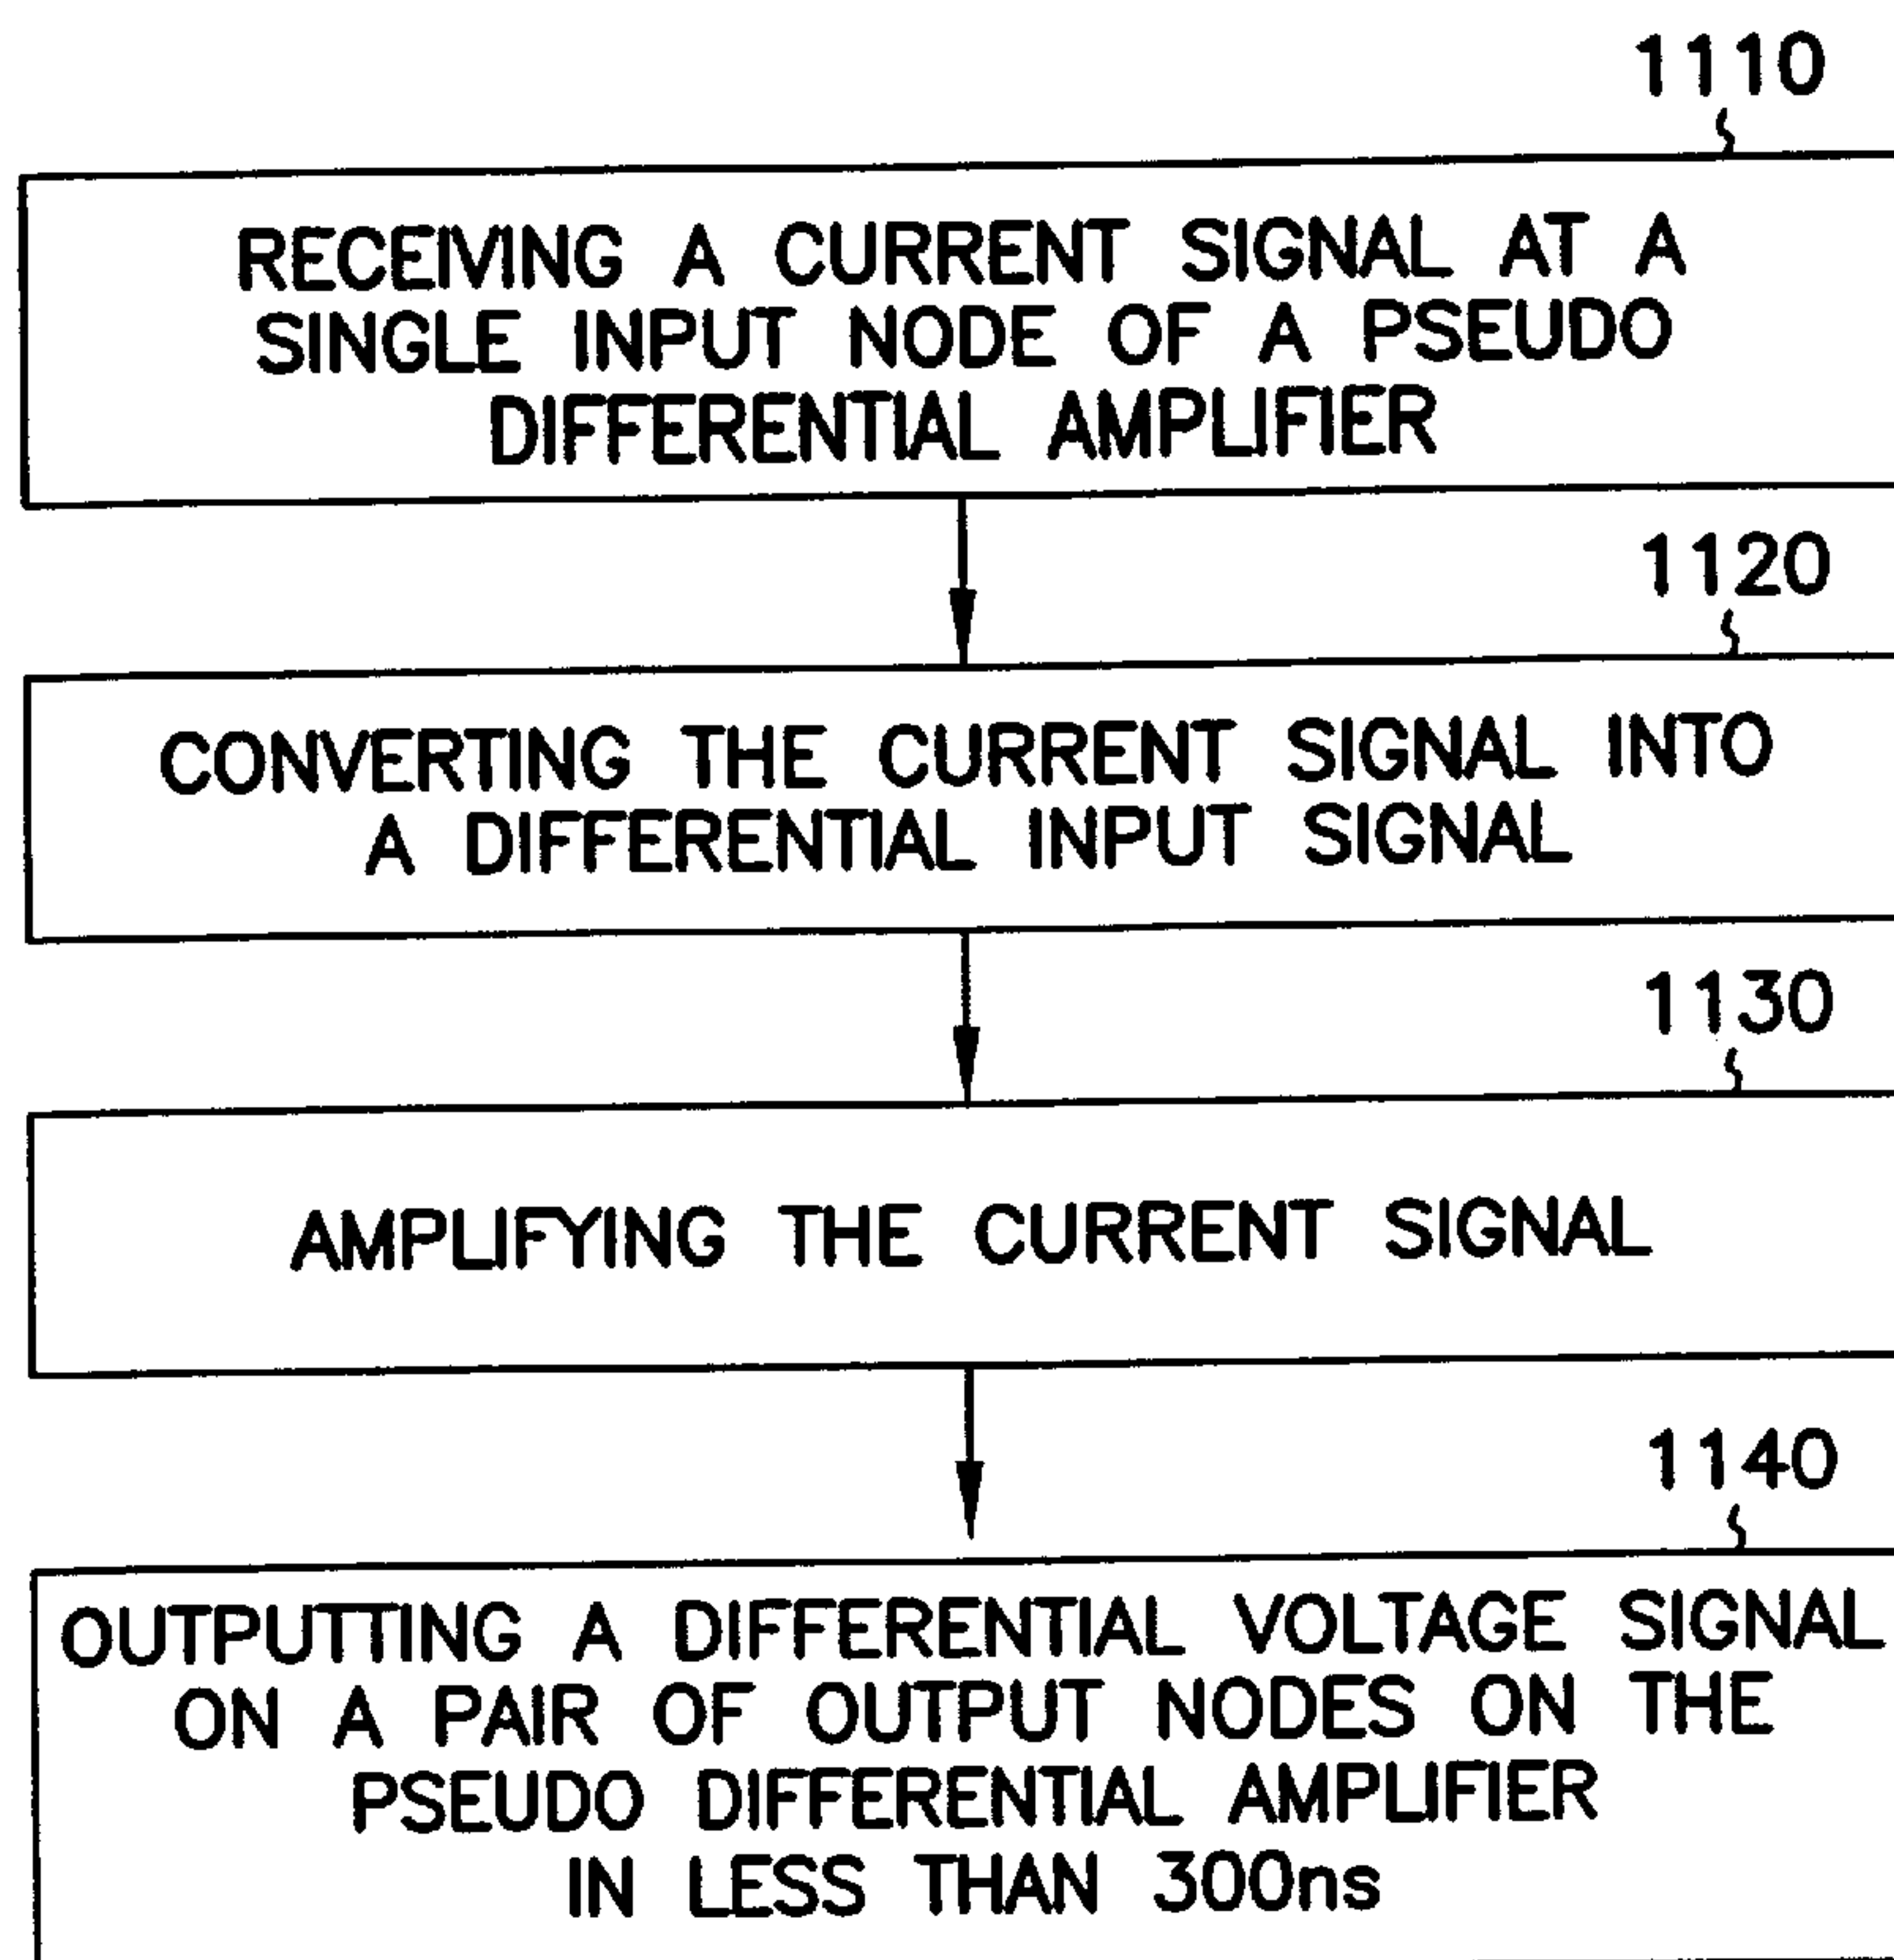 1110
RECEIVING A CURRENT SIGNAL AT A
SINGLE INPUT NODE OF A PSEUDO
DIFFERENTIAL AMPLIFIER
1120
CONVERTING THE CURRENT SIGNAL INTO
A DIFFERENTIAL INPUT SIGNAL
1130
AMPLIFYING THE CURRENT SIGNAL
1140
OUTPUTTING A DIFFERENTIAL VOLTAGE SIGNAL
ON A PAIR OF OUTPUT NODES ON THE
PSEUDO DIFFERENTIAL AMPLIFIER
IN LESS THAN 300ns